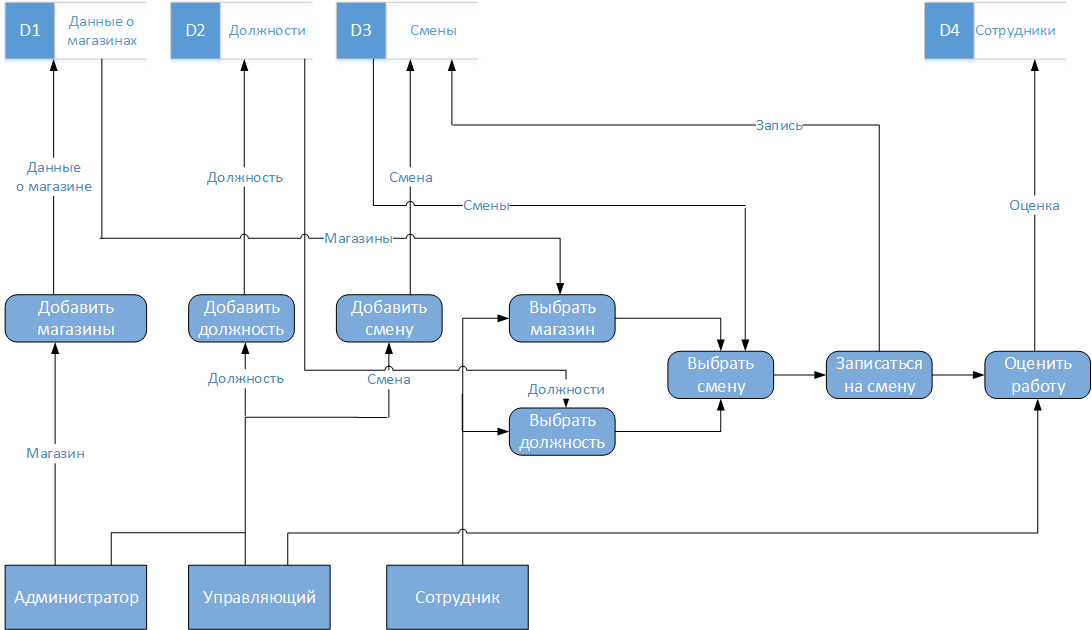 D1
Данные о
магазинах
D2
Должности
D3
Смены
D4
Сотрудники
Запись
Данные
о магазине
Должность
Смена
Смены
Оценка
Магазины
Добавить
магазины
Добавить
должность
Добавить
смену
Выбрать
магазин
Выбрать
смену
Записаться
на смену
Оценить
работу
Должность
Смена
Должности
Выбрать
должность
Магазин
Администратор
Управляющий
Сотрудник